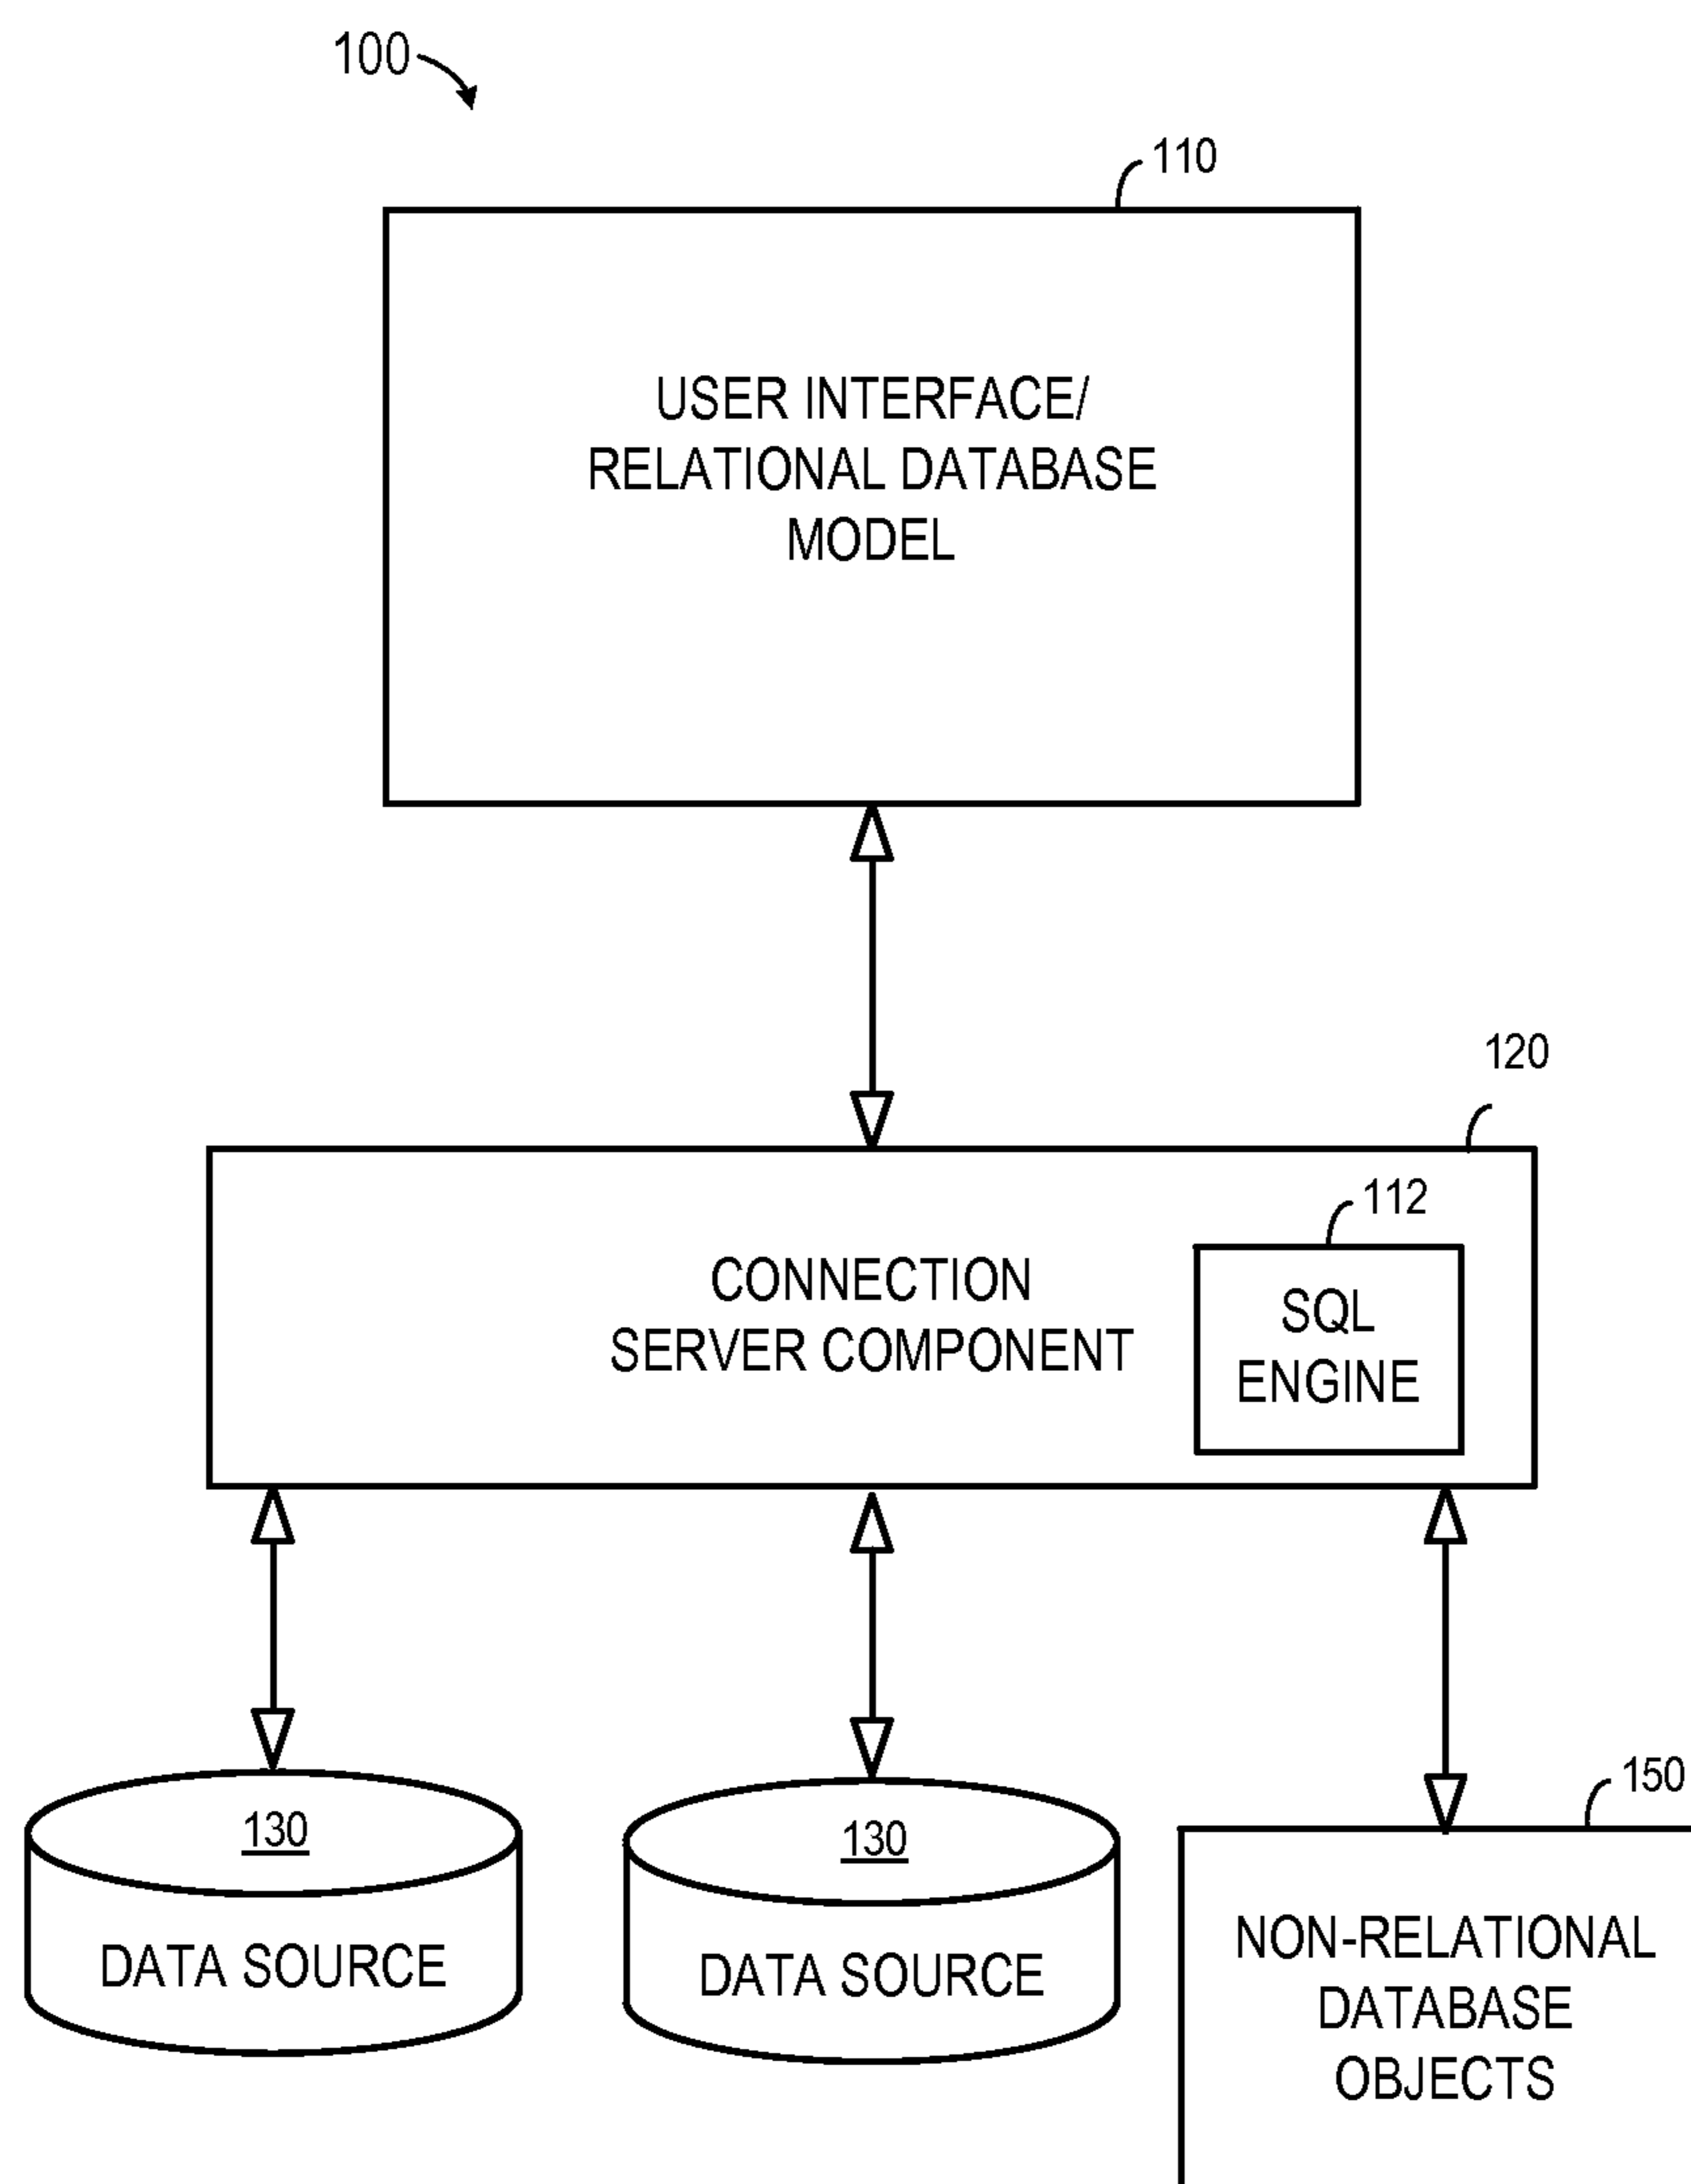 100
110
USER INTERFACE/
RELATIONAL DATABASE
MODEL
120
112
CONNECTION
SERVER COMPONENT
SQL
ENGINE
150
130
DATA SOURCE
130
DATA SOURCE
NON-RELATIONAL
DATABASE
OBJECTS